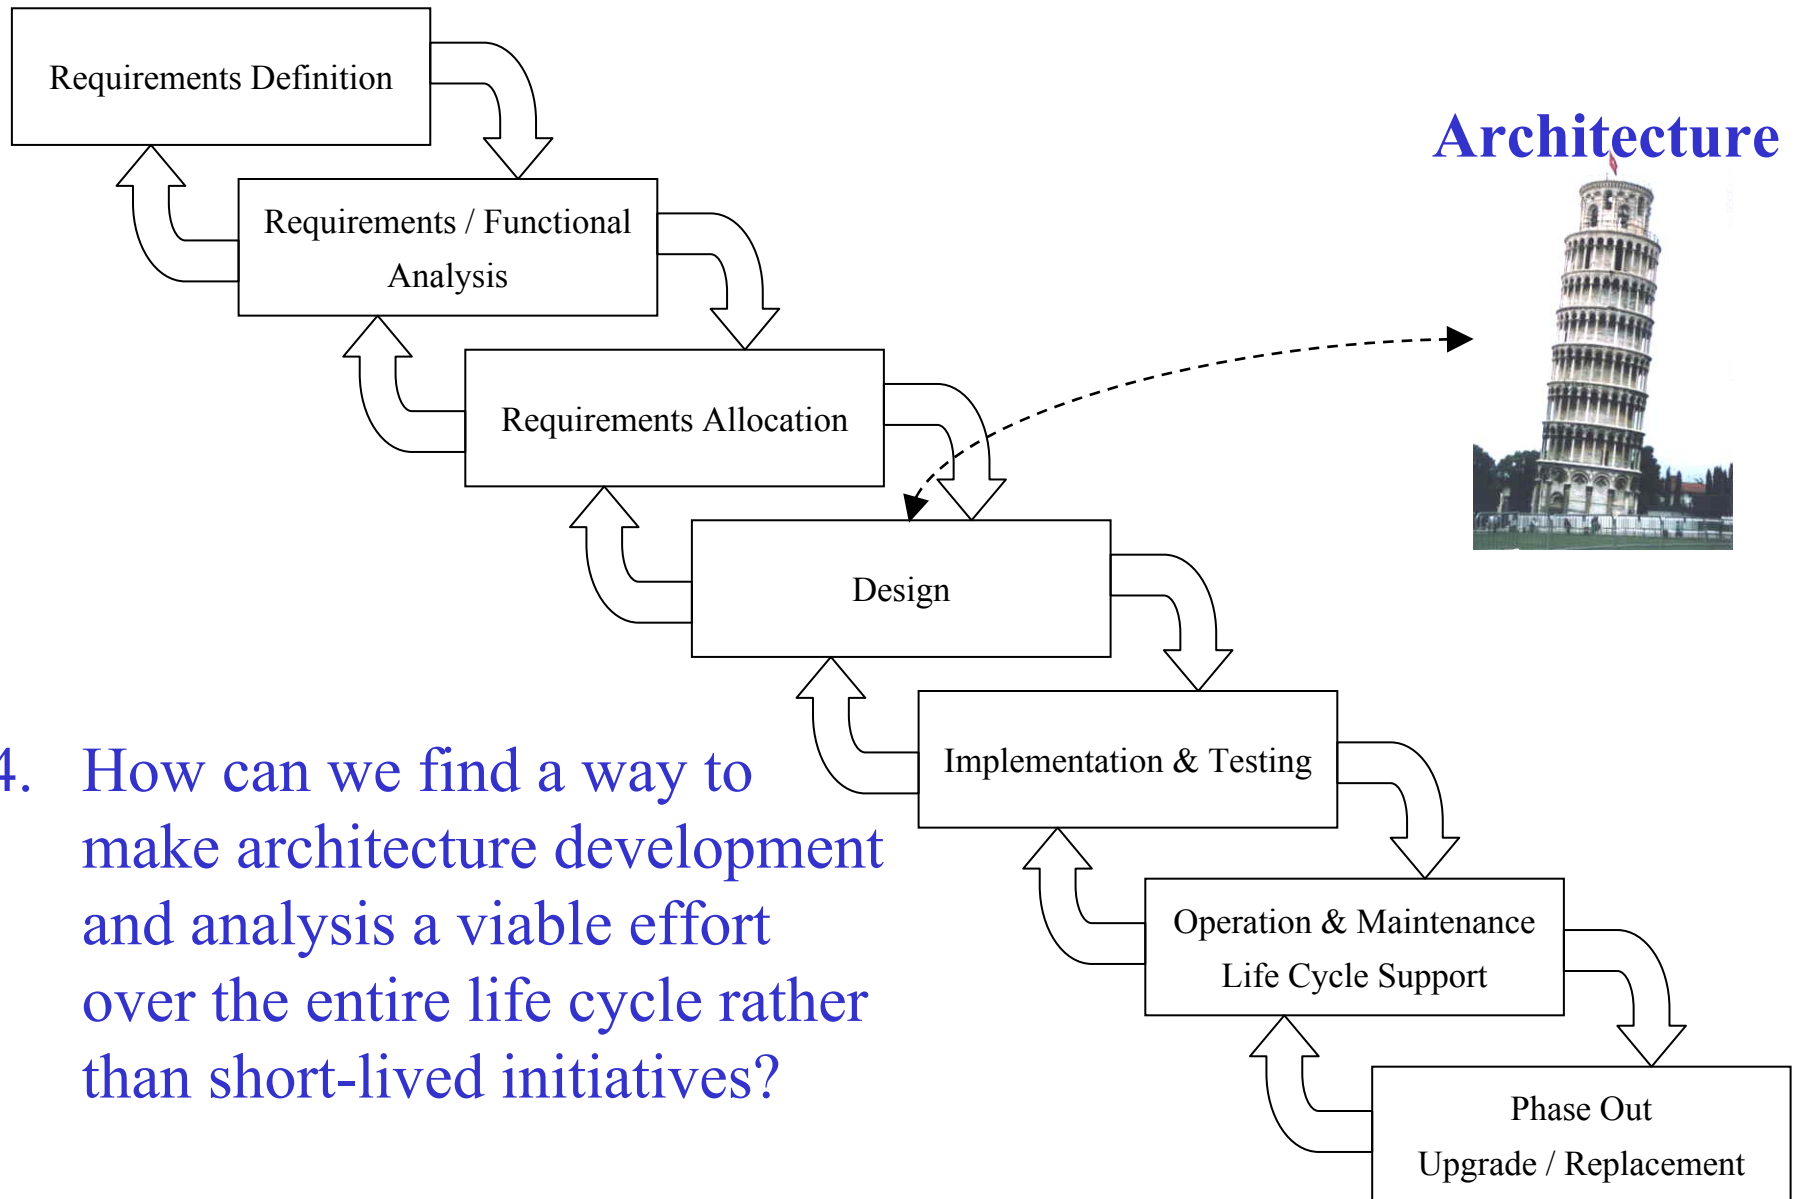 Requirements Definition
Architecture
Requirements / Functional
Analysis
Requirements Allocation
Design
Implementation & Testing
4. How can we find a way to
make architecture development
and analysis a viable effort
over the entire life cycle rather
than short-lived initiatives?
Operation & Maintenance
Life Cycle Support
Phase Out
Upgrade / Replacement